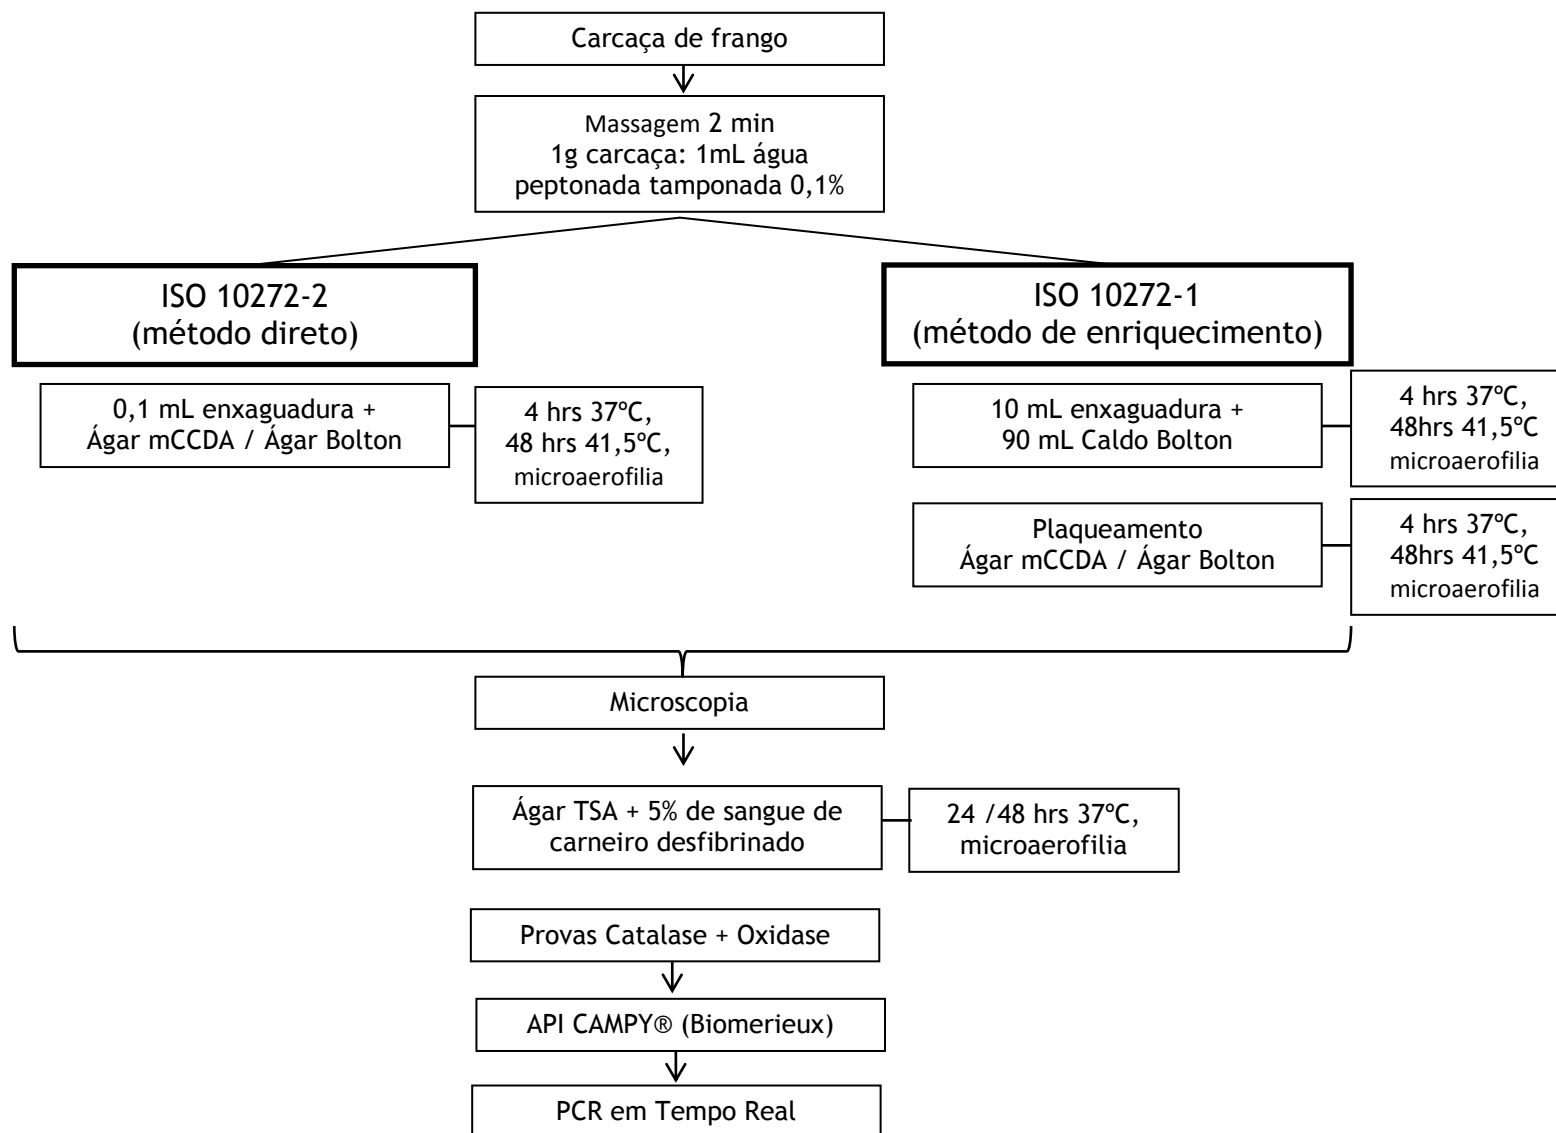 Carcaça de frango
Massagem 2 min
1g carcaça: 1mL água
peptonada tamponada 0,1%
ISO 10272-2
(método direto)
ISO 10272-1
(método de enriquecimento)
0,1 mL enxaguadura +
Ágar mCCDA / Ágar Bolton
4 hrs 37ºC,
48 hrs 41,5ºC,
microaerofilia
10 mL enxaguadura +
90 mL Caldo Bolton
4 hrs 37ºC,
48hrs 41,5ºC
microaerofilia
Plaqueamento
Ágar mCCDA / Ágar Bolton
4 hrs 37ºC,
48hrs 41,5ºC
microaerofilia
Microscopia
Ágar TSA + 5% de sangue de
carneiro desfibrinado
24 /48 hrs 37ºC,
microaerofilia
Provas Catalase + Oxidase
API CAMPY® (Biomerieux)
PCR em Tempo Real